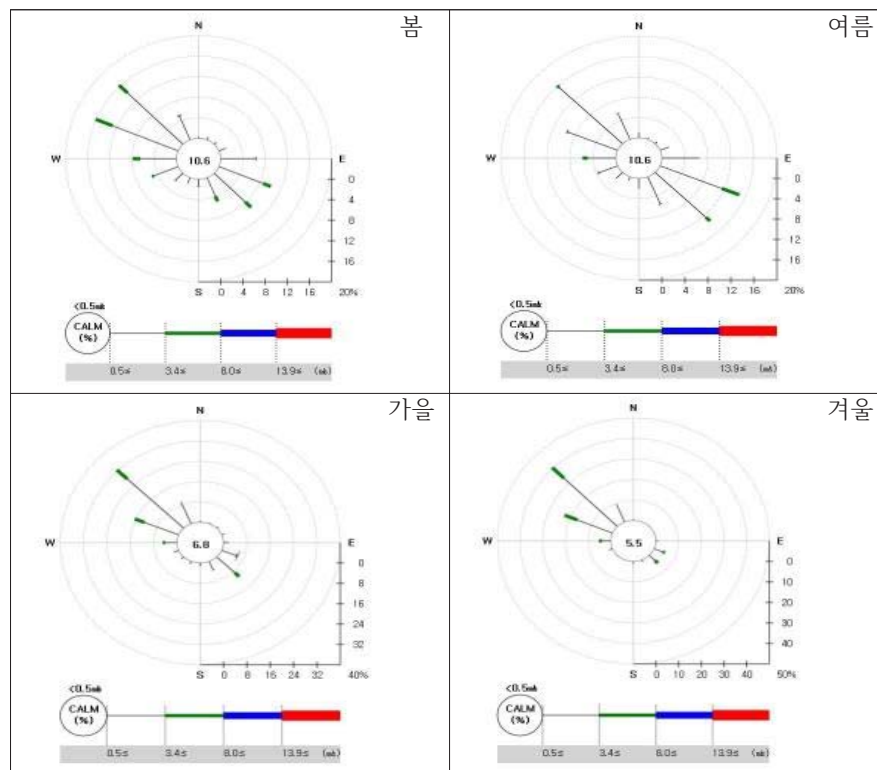 봄
N
W
E
10.6
0
4
8
12
16
S 0 4 8 12 16 20%
<0.5㎧
CALM
(%)
0.5≤ 3.4≤ 8.0≤ 13.9≤ (㎧)
여름
N
W
E
10.6
0
4
8
12
16
S 0 4 8 12 16 20%
<0.5㎧
CALM
(%)
0.5≤ 3.4≤ 8.0≤ 13.9≤ (㎧)
가을
N
W
E
6.8
0
8
16
24
32
S 0 8 16 24 32 40%
<0.5㎧
CALM
(%)
0.5≤ 3.4≤ 8.0≤ 13.9≤ (㎧)
겨울
N
W
E
5.5
0
10
20
30
40
S 0 10 20 30 40 50%
<0.5㎧
CALM
(%)
0.5≤ 3.4≤ 8.0≤ 13.9≤ (㎧)